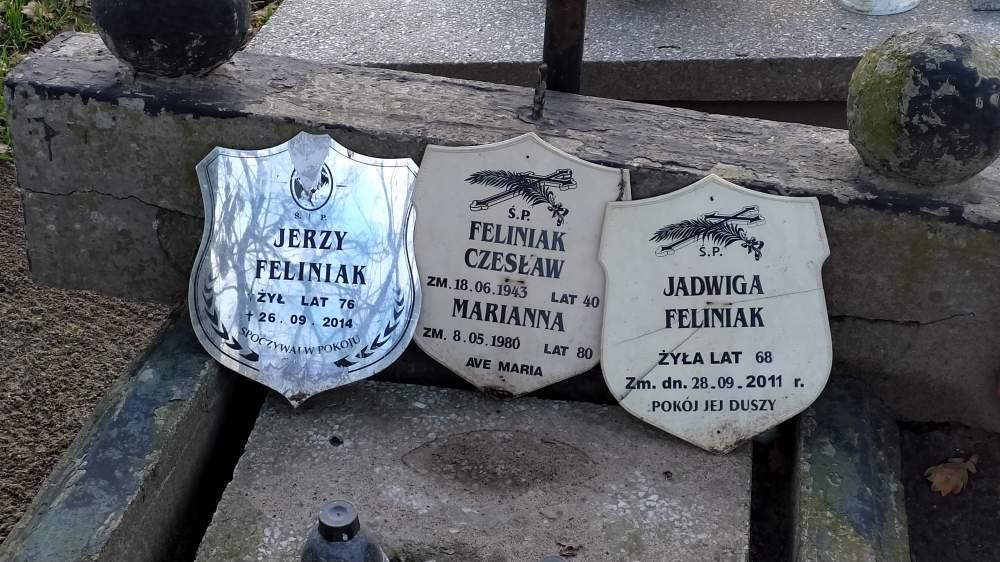 Ś. P.
JERZY
FELINIAK
ŻYŁ LAT 76
† 26.09.2014
SPOCZYWAJ W POKOJU
Ś.P.
FELINIAK
CZESŁAW
ZM. 18.06.1943 LAT 40
MARIANNA
ZM. 8.05.1980 LAT 80
AVE MARIA
Ś.P.
JADWIGA
FELINIAK
ŻYŁA LAT 68
Zm. dn. 28.09.2011 r.
POKÓJ JEJ DUSZY